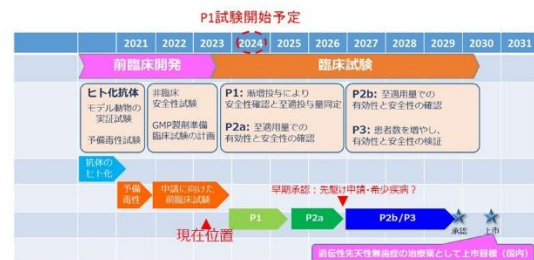 P1試験開始予定
2021 2022 2023 2024 2025 2026 2027 2028 2029 2030 2031
前臨床開発
臨床試験
ヒト化抗体
モデル動物の
実証試験
予備毒性試験
非臨床
安全性試験
GMP製剤準備
臨床試験の計画
P1: 漸増投与により
安全性確認と至適投与量同定
P2a: 至適用量での
有効性と安全性の確認
P2b: 至適用量での
有効性と安全性の確認
P3: 患者数を増やし、
有効性と安全性の検証
抗体の
ヒト化
予備
毒性
申請に向けた
前臨床試験
早期承認:先駆け申請・希少疾病?
P1
P2a
P2b/P3
現在位置
承認
上市
遺伝性先天性無歯症の治療薬として上市目標(国内)